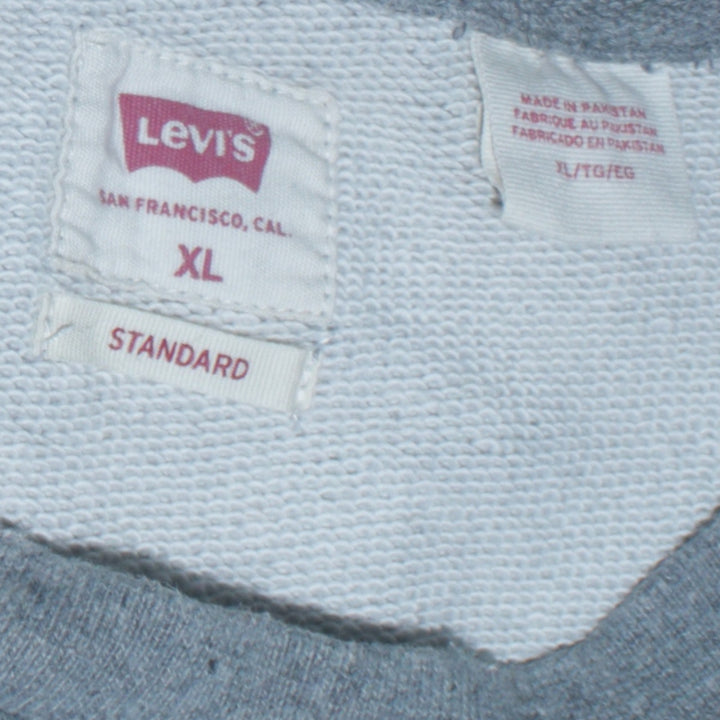 Levi's
SAN FRANCISCO, CAL.
XL
STANDARD
MADE IN PAKISTAN
FABRIQUE AU PAKISTAN
FABRICADO EN PAKISTAN
XL/TG/EG